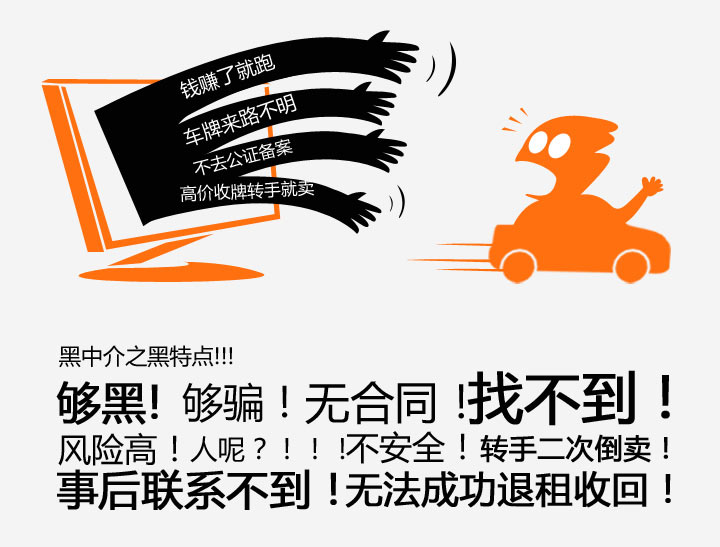 钱赚了就跑
车牌来路不明
不去公证备案
高价收牌转手就卖
黑中介之黑特点!!!
够黑! 够骗！无合同！找不到！
风险高！人呢？！！！不安全！转手二次倒卖！
事后联系不到！无法成功退租收回！